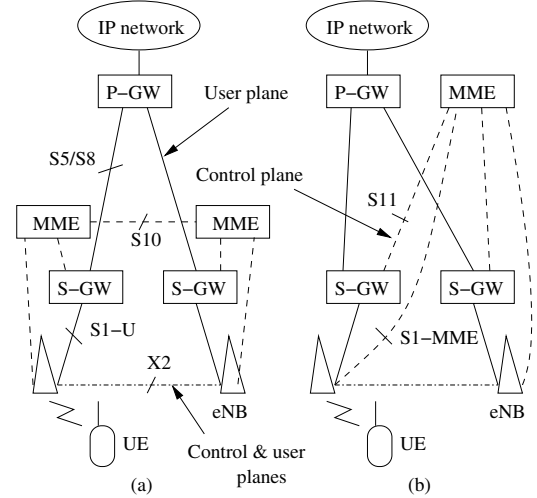 IP network
P−GW
User plane
S5/S8
MME
S10
MME
S−GW
S−GW
S1−U
X2
eNB
UE
Control & user
planes
(a)
IP network
P−GW
MME
Control plane
S11
S−GW
S−GW
S1−MME
eNB
UE
(b)